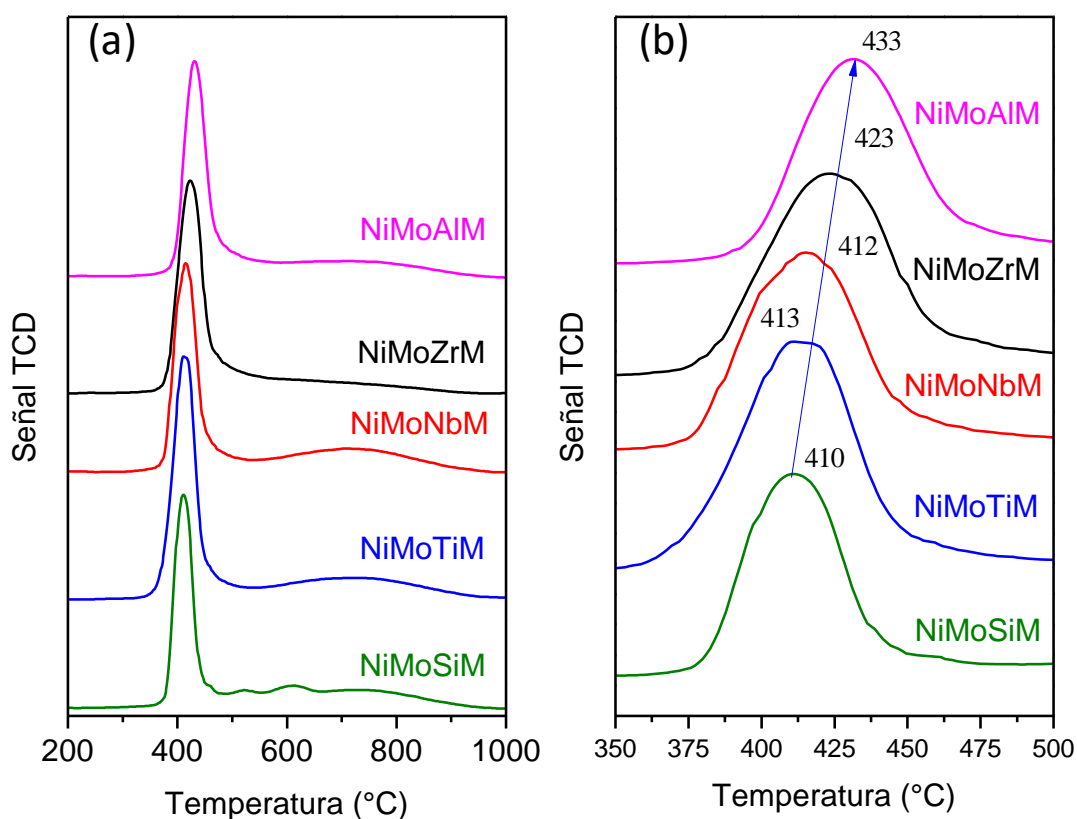 (a)
NiMoAlM
NiMoZrM
NiMoNbM
NiMoTiM
NiMoSiM
200 400 600 800 1000
Temperatura (°C)
Señal TCD
(b)
433
NiMoAlM
423
412
NiMoZrM
413
NiMoNbM
410
NiMoTiM
NiMoSiM
350 375 400 425 450 475 500
Temperatura (°C)
Señal TCD